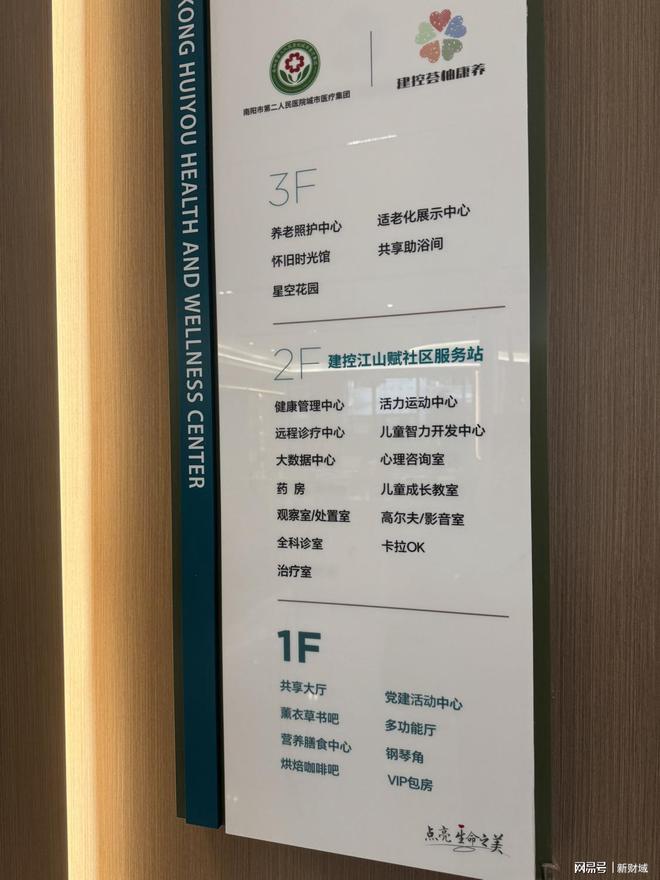 KONG HUIYOU HEALTH AND WELLNESS CENTER
南阳市第二人民医院城市医疗集团
建控荟柚康养
3F
养老照护中心
适老化展示中心
怀旧时光馆
共享助浴间
星空花园
2F 建控江山赋社区服务站
健康管理中心
活力运动中心
远程诊疗中心
儿童智力开发中心
大数据中心
心理咨询室
药 房
儿童成长教室
观察室/处置室
高尔夫/影音室
全科诊室
卡拉OK
治疗室
1F
共享大厅
党建活动中心
薰衣草书吧
多功能厅
营养膳食中心
钢琴角
烘焙咖啡吧
VIP包房
点亮生命之美
网易号 | 新财域